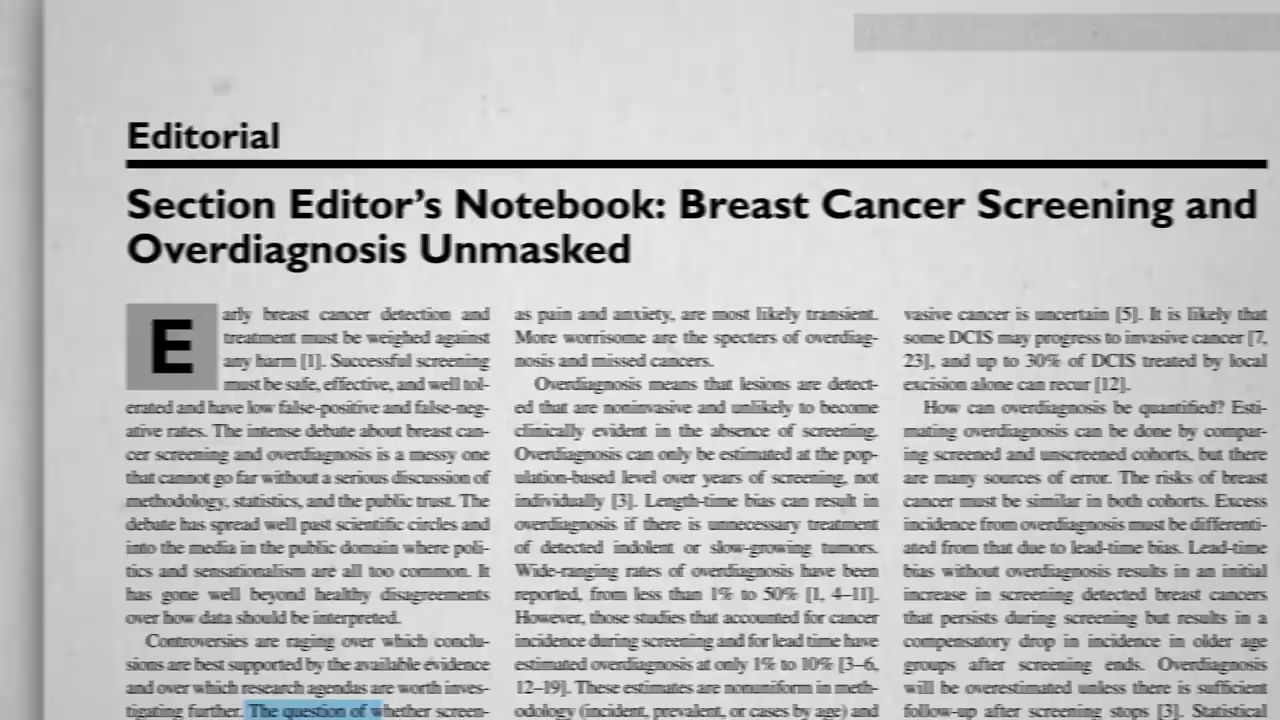 Editorial
Section Editor's Notebook: Breast Cancer Screening and
Overdiagnosis Unmasked
Early breast cancer detection and
treatment must be weighed against
any harm [1]. Successful screening
must be safe, effective, and well tol-
erated and have low false-positive and false-neg-
ative rates. The intense debate about breast can-
cer screening and overdiagnosis is a messy one
that cannot go far without a serious discussion of
methodology, statistics, and the public trust. The
debate has spread well past scientific circles and
into the media in the public domain where poli-
tics and sensationalism are all too common. It
has gone well beyond healthy disagreements
over how data should be interpreted.
Controversies are raging over which conclu-
sions are best supported by the available evidence
and over which research agendas are worth inves-
tigating further. The question of whether screen-
as pain and anxiety, are most likely transient.
More worrisome are the specters of overdiag-
nosis and missed cancers.
Overdiagnosis means that lesions are detect-
ed that are noninvasive and unlikely to become
clinically evident in the absence of screening.
Overdiagnosis can only be estimated at the pop-
ulation-based level over years of screening, not
individually [3]. Length-time bias can result in
overdiagnosis if there is unnecessary treatment
of detected indolent or slow-growing tumors.
Wide-ranging rates of overdiagnosis have been
reported, from less than 1% to 50% [1, 4–11].
However, those studies that accounted for cancer
incidence during screening and for lead time have
estimated overdiagnosis at only 1% to 10% [3–6,
12–19]. These estimates are nonuniform in meth-
odology (incident, prevalent, or cases by age) and
vasive cancer is uncertain [5]. It is likely that
some DCIS may progress to invasive cancer [7,
23], and up to 30% of DCIS treated by local
excision alone can recur [12].
How can overdiagnosis be quantified? Esti-
mating overdiagnosis can be done by compar-
ing screened and unscreened cohorts, but there
are many sources of error. The risks of breast
cancer must be similar in both cohorts. Excess
incidence from overdiagnosis must be differenti-
ated from that due to lead-time bias. Lead-time
bias without overdiagnosis results in an initial
increase in screening detected breast cancers
that persists during screening but results in a
compensatory drop in incidence in older age
groups after screening ends. Overdiagnosis
will be overestimated unless there is sufficient
follow-up after screening stops [3]. Statistical